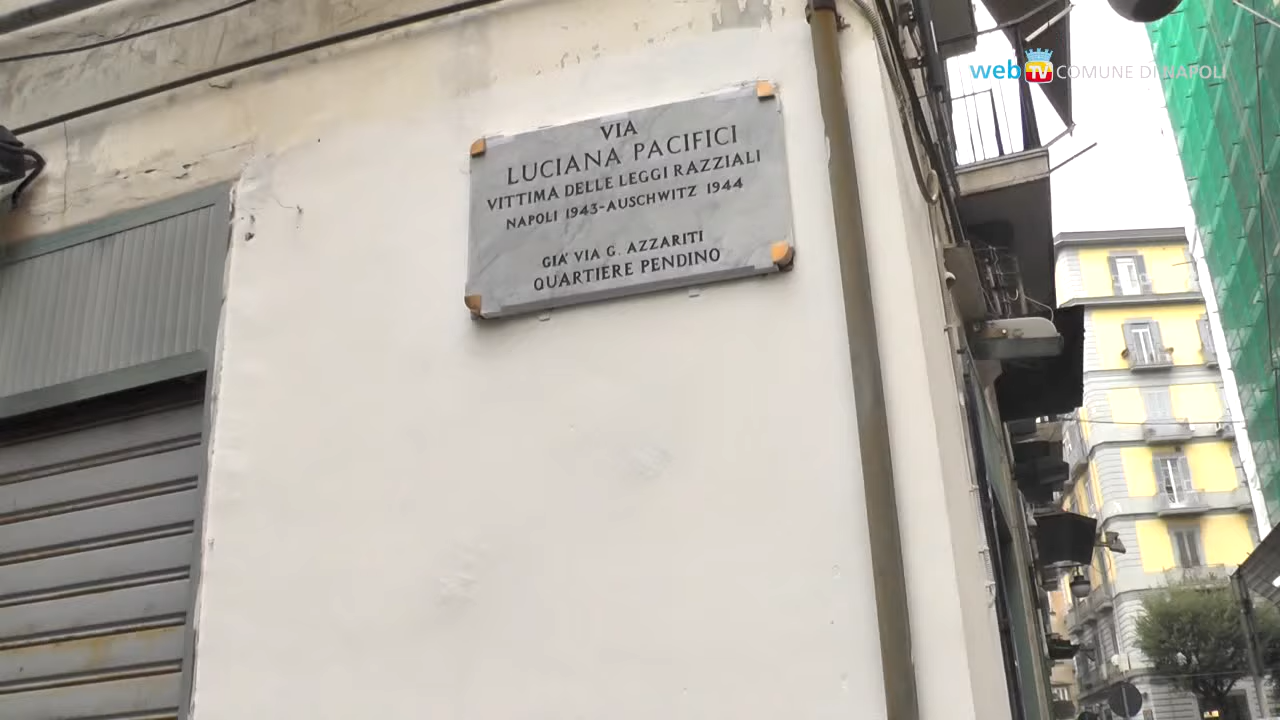 web TV COMUNE DI NAPOLI
VIA
LUCIANA PACIFICI
VITTIMA DELLE LEGGI RAZZIALI
NAPOLI 1943-AUSCHWITZ 1944
GIA' VIA G. AZZARITI
QUARTIERE PENDINO